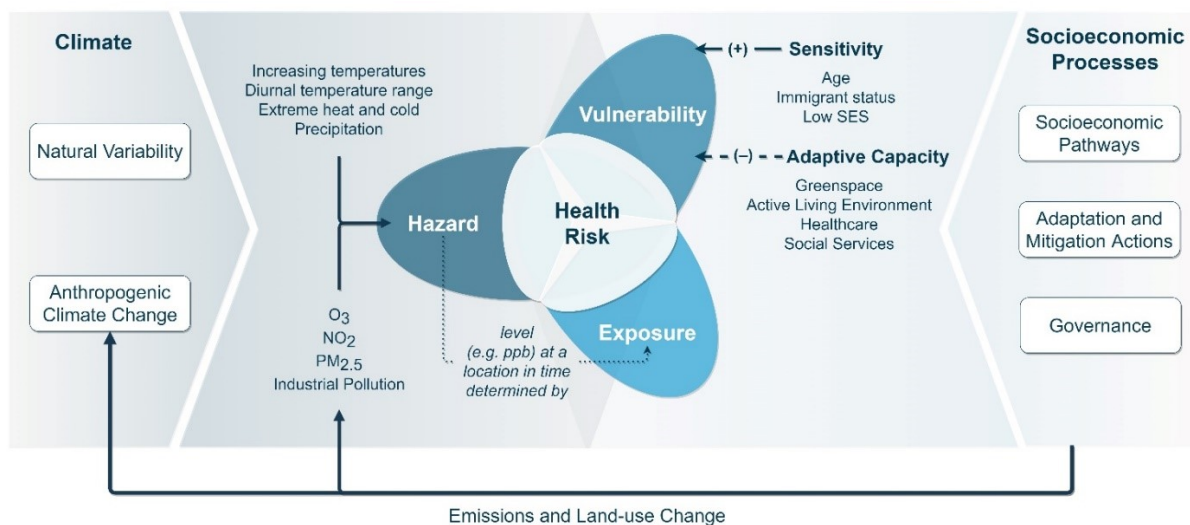 Climate
Natural Variability
Anthropogenic
Climate Change
Increasing temperatures
Diurnal temperature range
Extreme heat and cold
Precipitation
O3
NO2
PM2.5
Industrial Pollution
Hazard
Health
Risk
Vulnerability
Exposure
level
(e.g. ppb) at a
location in time
determined by
(+) Sensitivity
Age
Immigrant status
Low SES
(–) Adaptive Capacity
Greenspace
Active Living Environment
Healthcare
Social Services
Socioeconomic
Processes
Socioeconomic
Pathways
Adaptation and
Mitigation Actions
Governance
Emissions and Land-use Change